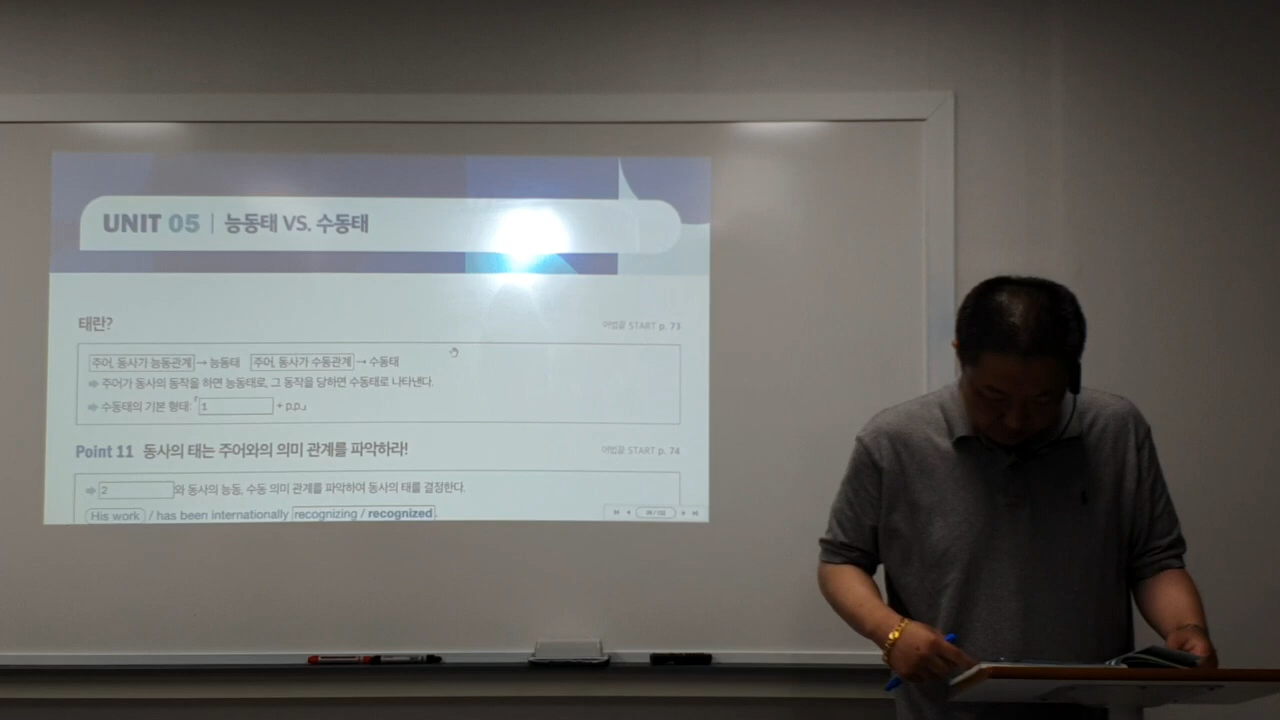 UNIT 05 | 능동태 VS. 수동태
태란?
어법끝 START p. 73
주어, 동사가 능동관계 → 능동태 주어, 동사가 수동관계 → 수동태
⇒ 주어가 동사의 동작을 하면 능동태로, 그 동작을 당하면 수동태로 나타낸다.
⇒ 수동태의 기본 형태: 「1 + p.p.」
Point 11 동사의 태는 주어와의 의미 관계를 파악하라!
어법끝 START p. 74
⇒ 2 와 동사의 능동, 수동 의미 관계를 파악하여 동사의 태를 결정한다.
His work / has been internationally recognizing / recognized.